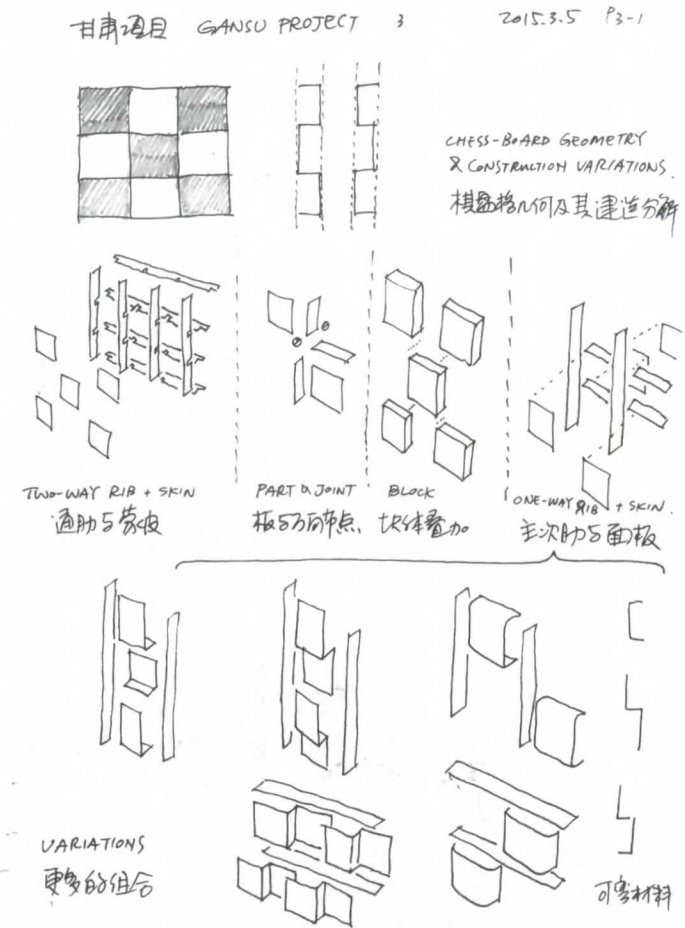 甘肃项目 GANSU PROJECT 3 2015.3.5 P3-1
CHESS-BOARD GEOMETRY
& CONSTRUCTION VARIATIONS.
棋盘格几何及其建造分解
TWO-WAY RIB + SKIN
通肋与蒙皮
PART & JOINT
板与万向节点
BLOCK
块体叠加
ONE-WAY RIB + SKIN.
主次肋与面板
VARIATIONS
更多的组合
材料